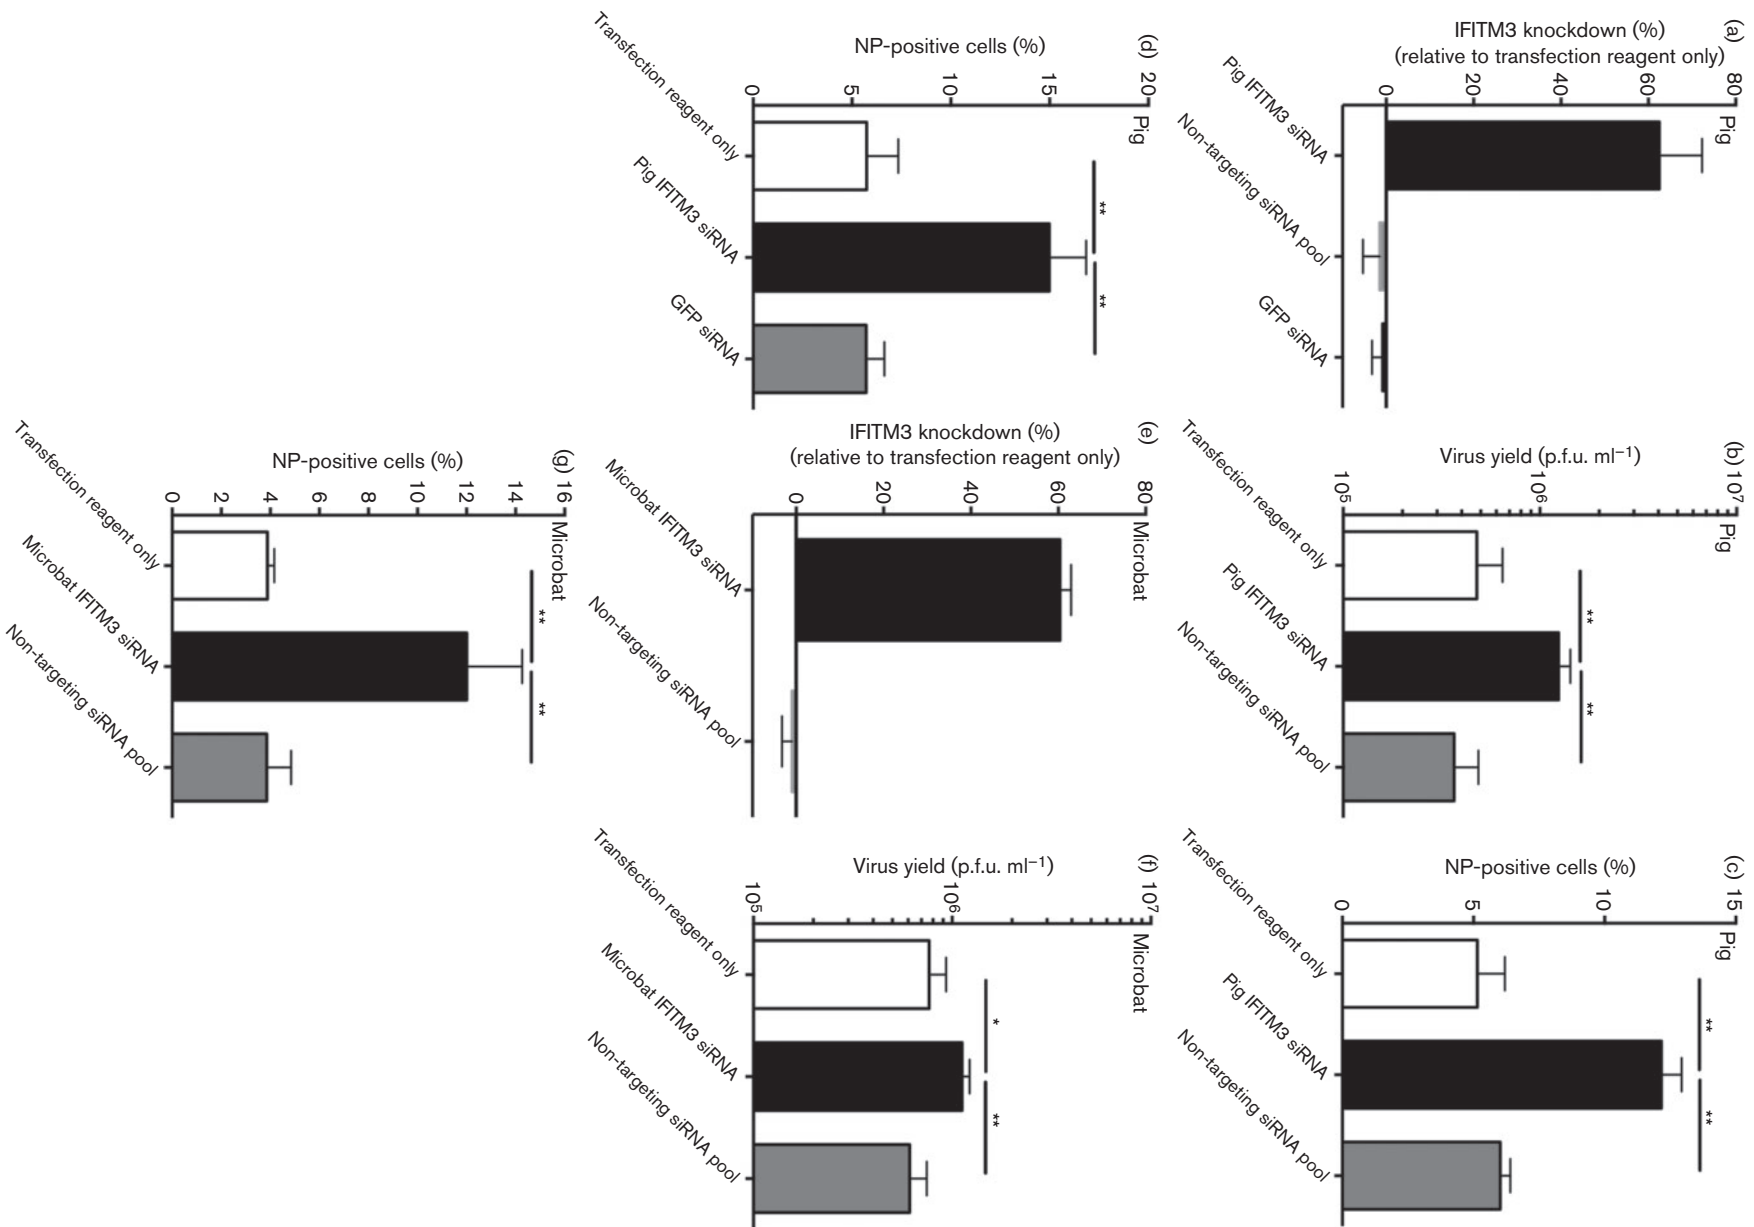 (a)
IFITM3 knockdown (%)
(relative to transfection reagent only)
80
60
40
20
0
Pig
Pig IFITM3 siRNA
Non-targeting siRNA pool
GFP siRNA
(b)
Virus yield (p.f.u. ml⁻¹)
10⁷
10⁶
10⁵
Pig
**
**
Transfection reagent only
Pig IFITM3 siRNA
Non-targeting siRNA pool
(c)
NP-positive cells (%)
15
10
5
0
Pig
**
**
Transfection reagent only
Pig IFITM3 siRNA
Non-targeting siRNA pool
(d)
NP-positive cells (%)
20
15
10
5
0
Pig
**
**
Transfection reagent only
Pig IFITM3 siRNA
GFP siRNA
(e)
IFITM3 knockdown (%)
(relative to transfection reagent only)
80
60
40
20
0
Microbat
Microbat IFITM3 siRNA
Non-targeting siRNA pool
(f)
Virus yield (p.f.u. ml⁻¹)
10⁷
10⁶
10⁵
Microbat
*
**
Transfection reagent only
Microbat IFITM3 siRNA
Non-targeting siRNA pool
(g)
NP-positive cells (%)
16
14
12
10
8
6
4
2
0
Microbat
**
**
Transfection reagent only
Microbat IFITM3 siRNA
Non-targeting siRNA pool